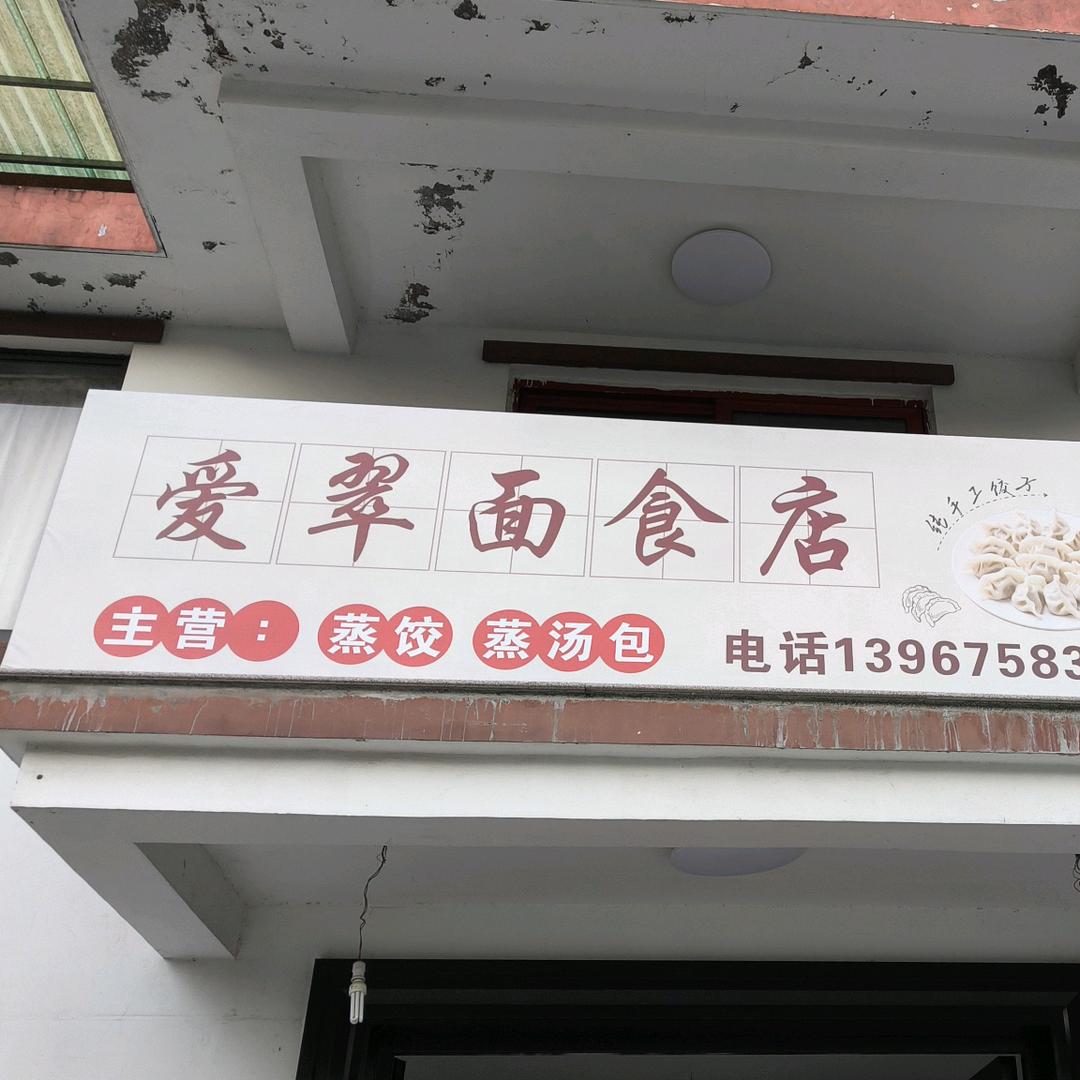 爱翠面食店
纯手工饺子
主营：蒸饺 蒸汤包
电话13967583